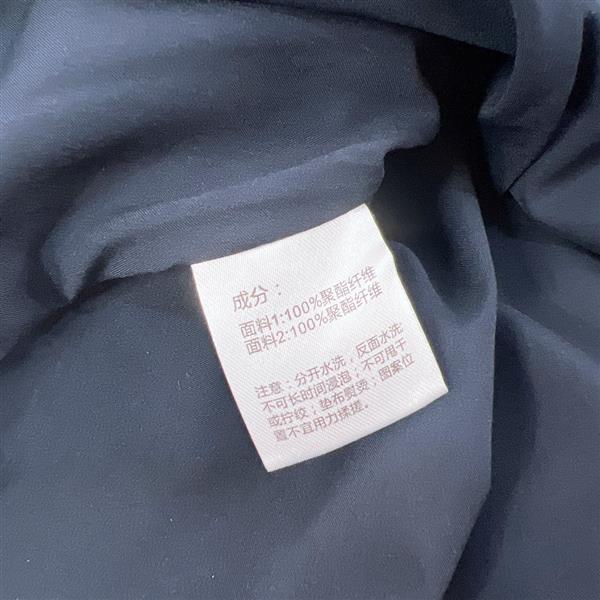 成分：
面料1:100%聚酯纤维
面料2:100%聚酯纤维
注意：分开水洗，反面水洗
不可长时间浸泡；不可用干
或拧绞；垫布熨烫；图案位
置不宜用力揉搓。